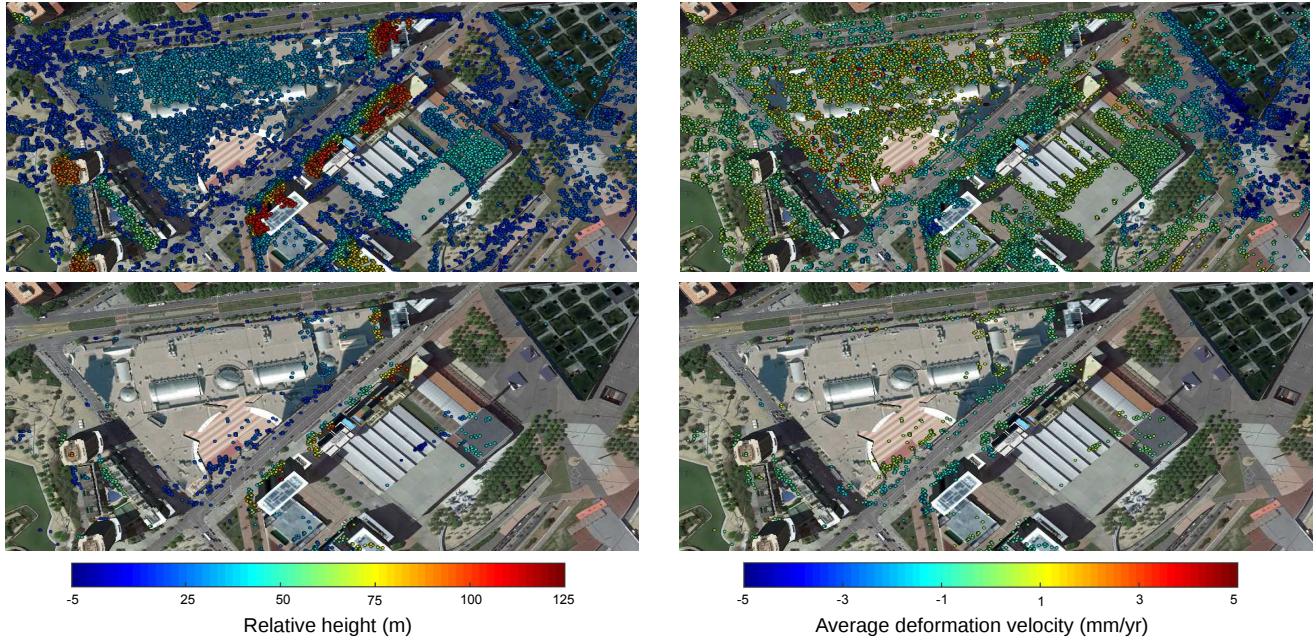 -5 25 50 75 100 125
Relative height (m)
-5 -3 -1 1 3 5
Average deformation velocity (mm/yr)